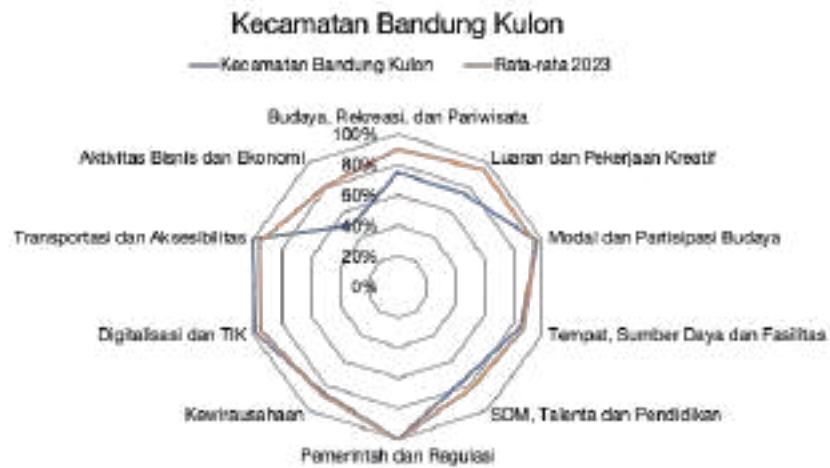 Kecamatan Bandung Kulon
Kecamatan Bandung Kulon Rata-rata 2023
Budaya, Rekreasi, dan Pariwisata
100%
Aktivitas Bisnis dan Ekonomi
80%
Luaran dan Pekerjaan Kreatif
60%
40%
Transportasi dan Aksesibilitas
Modal dan Partisipasi Budaya
20%
0%
Digitalisasi dan TIK
Tempat, Sumber Daya dan Fasilitas
Kewirausahaan
SDM, Talenta dan Pendidikan
Pemerintah dan Regulasi